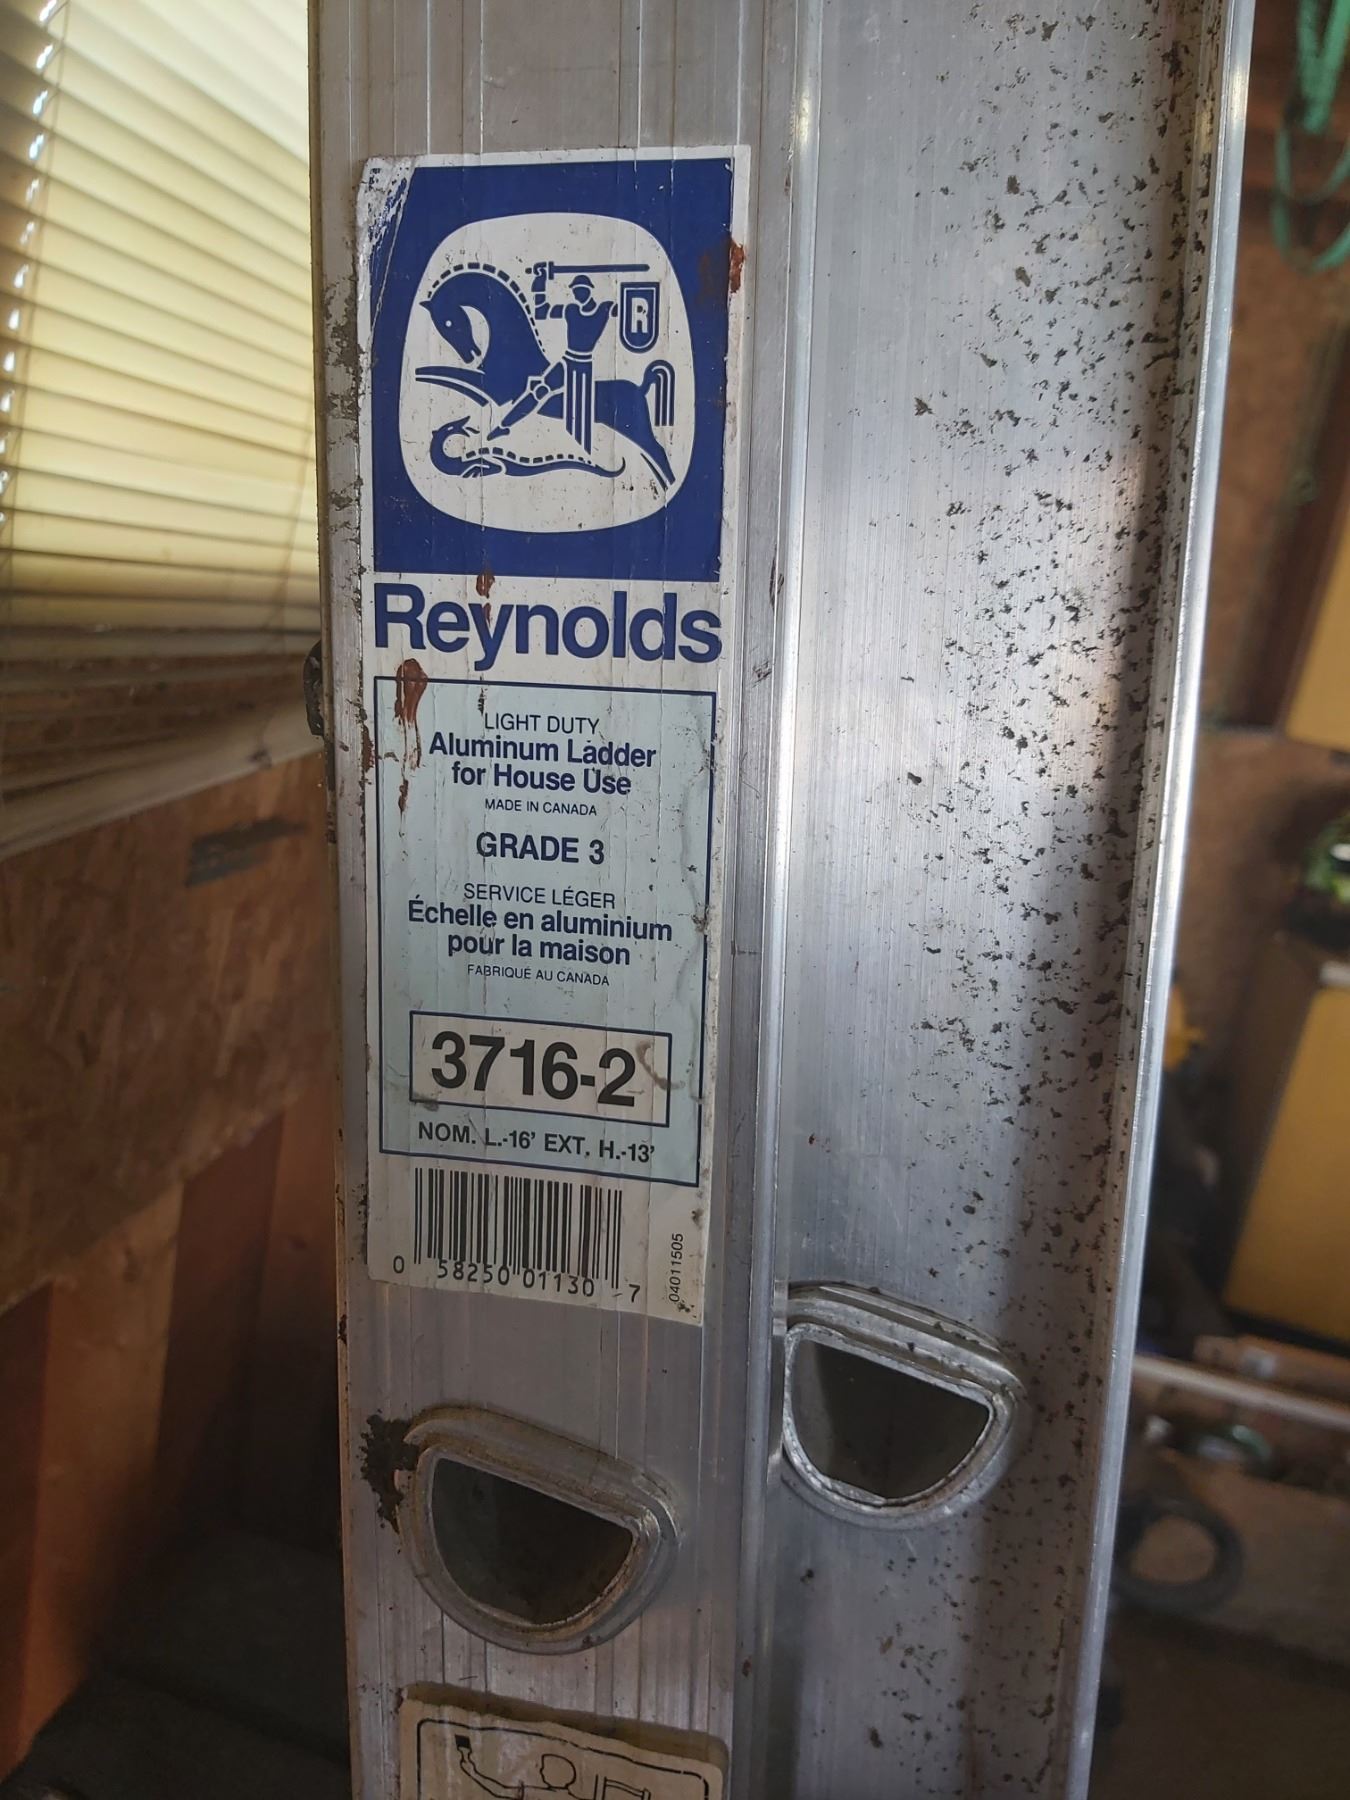 R
Reynolds
LIGHT DUTY
Aluminum Ladder
for House Use
MADE IN CANADA
GRADE 3
SERVICE LÉGER
Échelle en aluminium
pour la maison
FABRIQUÉ AU CANADA
3716-2
NOM. L.-16' EXT. H.-13'
0 58250 01130 7
04011505